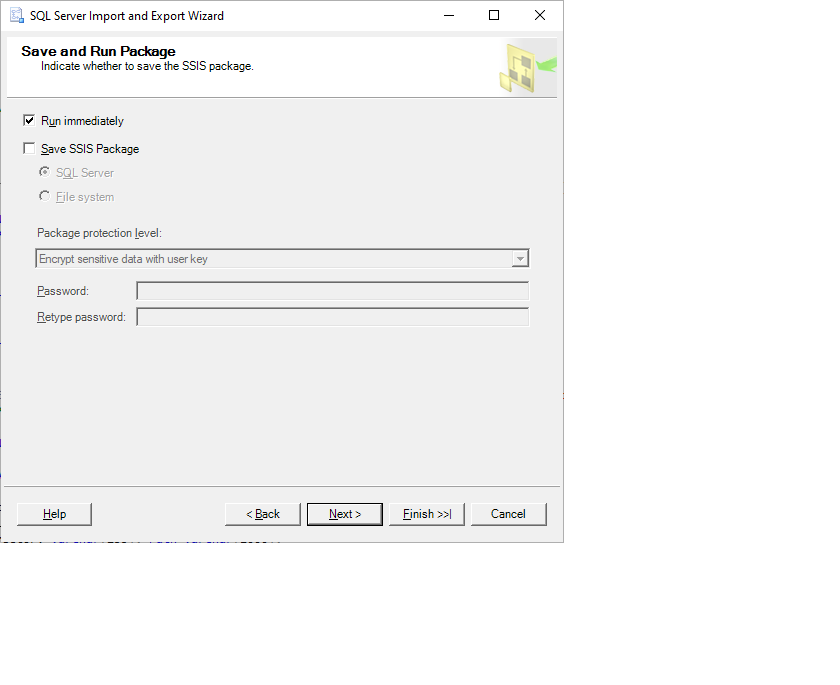 SQL Server Import and Export Wizard
Save and Run Package
Indicate whether to save the SSIS package.
Run immediately
Save SSIS Package
SQL Server
File system
Package protection level:
Encrypt sensitive data with user key
Password:
Retype password:
Help < Back Next > Finish >>| Cancel